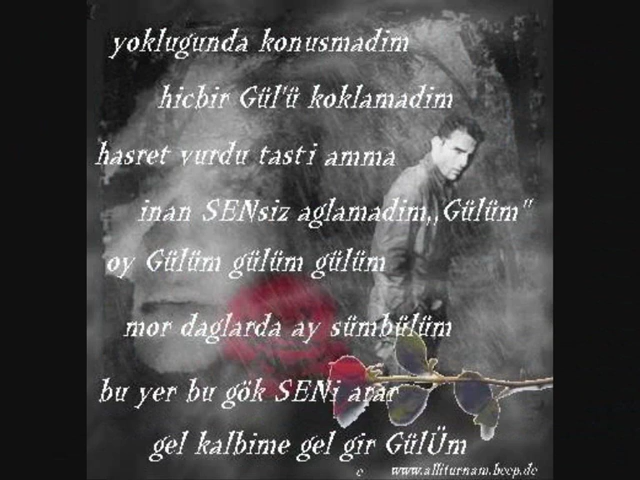 yoklugunda konusmadim
hicbir Gül'ü koklamadim
hasret vurdu tasti amma
inan SENsiz aglamadim,,Gülüm"
oy Gülüm gülüm gülüm
mor daglarda ay sümbülüm
bu yer bu gök SENi arar
gel kalbime gel gir GülÜm
c www.alliturnam.beep.de